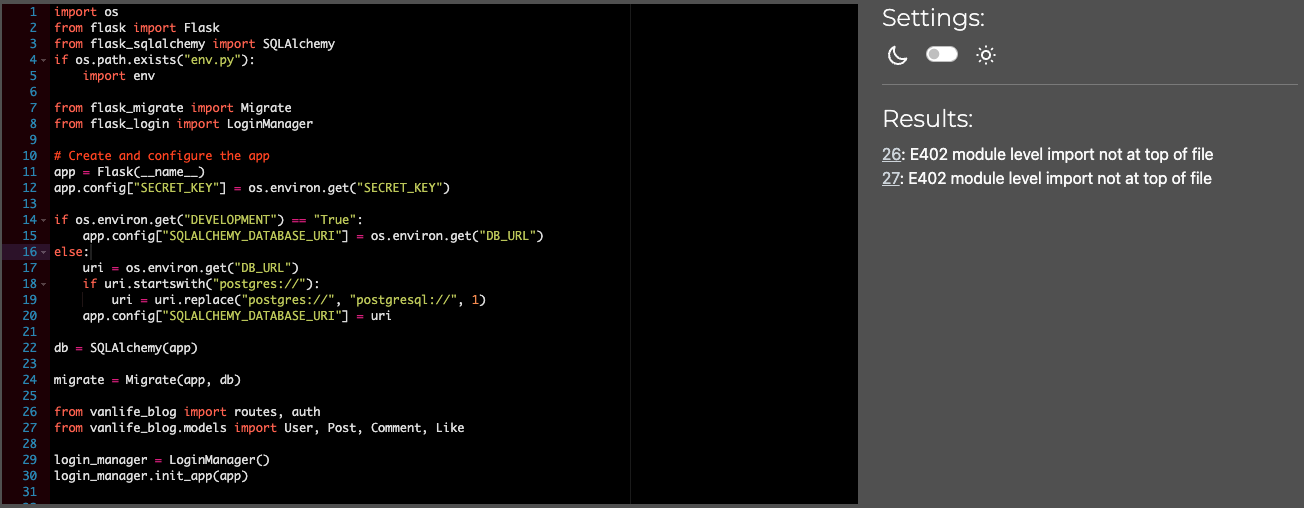 1 import os
2 from flask import Flask
3 from flask_sqlalchemy import SQLAlchemy
4 if os.path.exists("env.py"):
5     import env
6
7 from flask_migrate import Migrate
8 from flask_login import LoginManager
9
10 # Create and configure the app
11 app = Flask(__name__)
12 app.config["SECRET_KEY"] = os.environ.get("SECRET_KEY")
13
14 if os.environ.get("DEVELOPMENT") == "True":
15     app.config["SQLALCHEMY_DATABASE_URI"] = os.environ.get("DB_URL")
16 else:
17     uri = os.environ.get("DB_URL")
18     if uri.startswith("postgres://"):
19         uri = uri.replace("postgres://", "postgresql://", 1)
20     app.config["SQLALCHEMY_DATABASE_URI"] = uri
21
22 db = SQLAlchemy(app)
23
24 migrate = Migrate(app, db)
25
26 from vanlife_blog import routes, auth
27 from vanlife_blog.models import User, Post, Comment, Like
28
29 login_manager = LoginManager()
30 login_manager.init_app(app)
31
Settings:
Results:
26: E402 module level import not at top of file
27: E402 module level import not at top of file